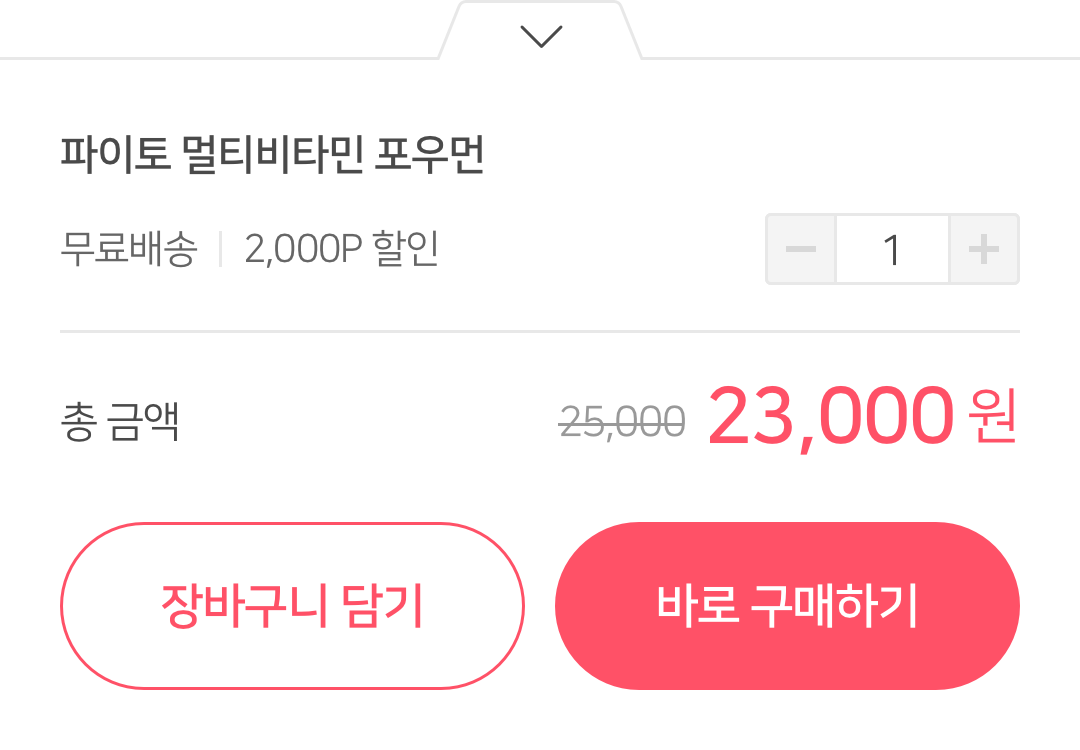 파이토 멀티비타민 포우먼
무료배송 | 2,000P 할인
1
총 금액 25,000 23,000 원
장바구니 담기 바로 구매하기